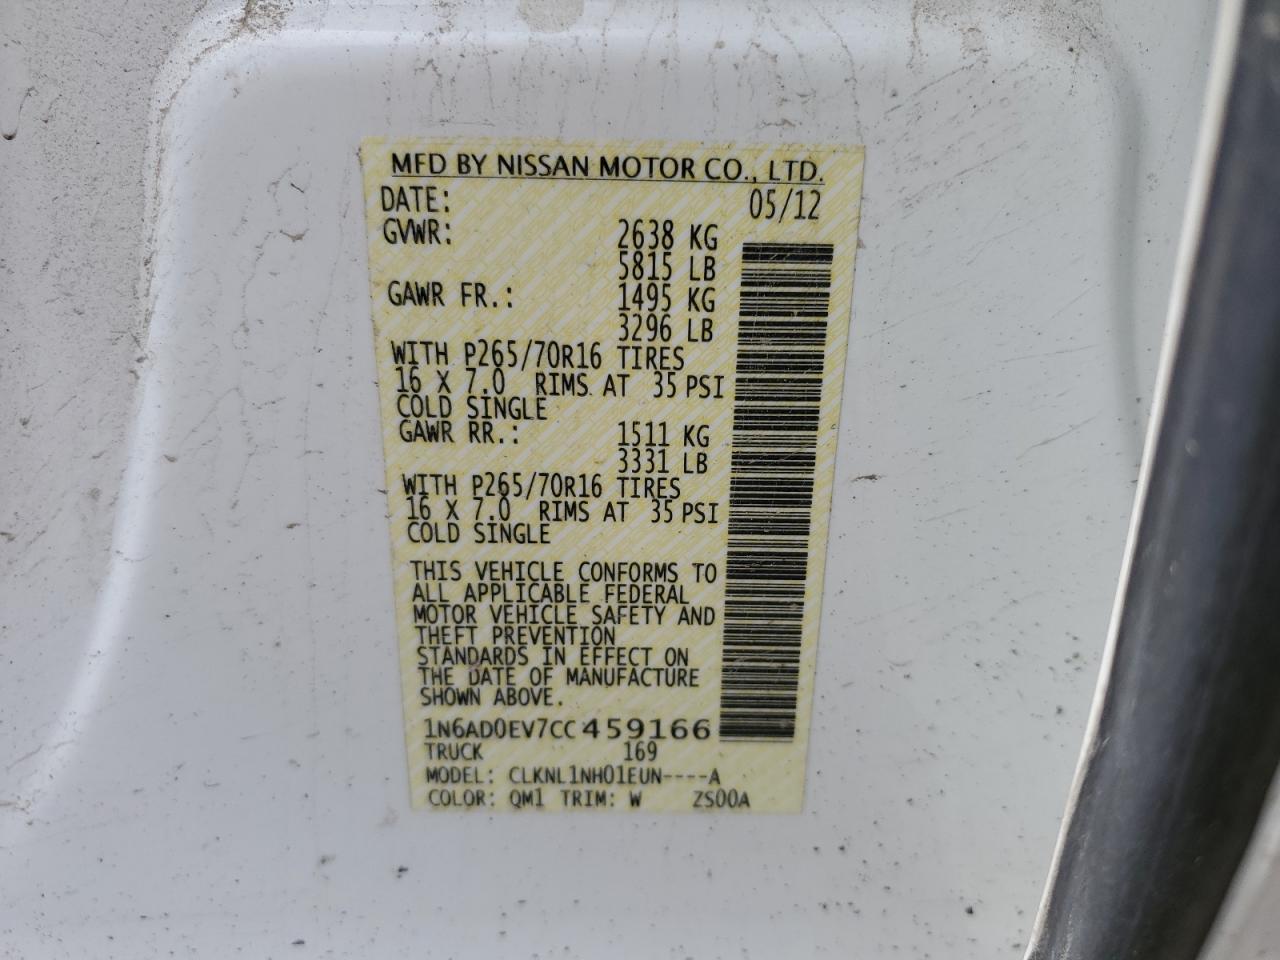 MFD BY NISSAN MOTOR CO., LTD.
DATE: 05/12
GVWR: 2638 KG
5815 LB
GAWR FR.: 1495 KG
3296 LB
WITH P265/70R16 TIRES
16 X 7.0 RIMS AT 35 PSI
COLD SINGLE
GAWR RR.: 1511 KG
3331 LB
WITH P265/70R16 TIRES
16 X 7.0 RIMS AT 35 PSI
COLD SINGLE
THIS VEHICLE CONFORMS TO
ALL APPLICABLE FEDERAL
MOTOR VEHICLE SAFETY AND
THEFT PREVENTION
STANDARDS IN EFFECT ON
THE DATE OF MANUFACTURE
SHOWN ABOVE.
1N6AD0EV7CC459166
TRUCK 169
MODEL: CLKNL1NH01EUN----A
COLOR: QM1 TRIM: W ZS00A